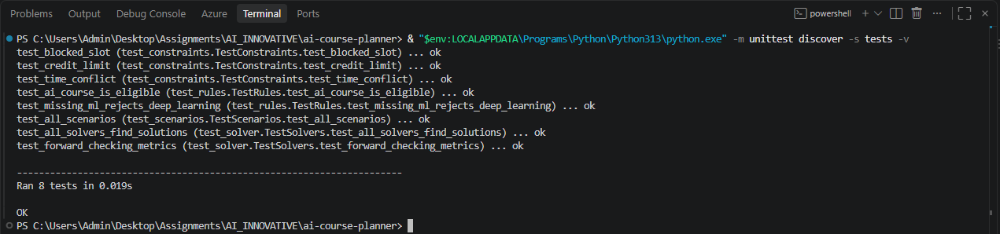 Problems Output Debug Console Azure Terminal Ports powershell
PS C:\Users\Admin\Desktop\Assignments\AI_INNOVATIVE\ai-course-planner> & "$env:LOCALAPPDATA\Programs\Python\Python313\python.exe" -m unittest discover -s tests -v
test_blocked_slot (test_constraints.TestConstraints.test_blocked_slot) ... ok
test_credit_limit (test_constraints.TestConstraints.test_credit_limit) ... ok
test_time_conflict (test_constraints.TestConstraints.test_time_conflict) ... ok
test_ai_course_is_eligible (test_rules.TestRules.test_ai_course_is_eligible) ... ok
test_missing_ml_rejects_deep_learning (test_rules.TestRules.test_missing_ml_rejects_deep_learning) ... ok
test_all_scenarios (test_scenarios.TestScenarios.test_all_scenarios) ... ok
test_all_solvers_find_solutions (test_solver.TestSolvers.test_all_solvers_find_solutions) ... ok
test_forward_checking_metrics (test_solver.TestSolvers.test_forward_checking_metrics) ... ok
----------------------------------------------------------------------
Ran 8 tests in 0.019s
OK
PS C:\Users\Admin\Desktop\Assignments\AI_INNOVATIVE\ai-course-planner>